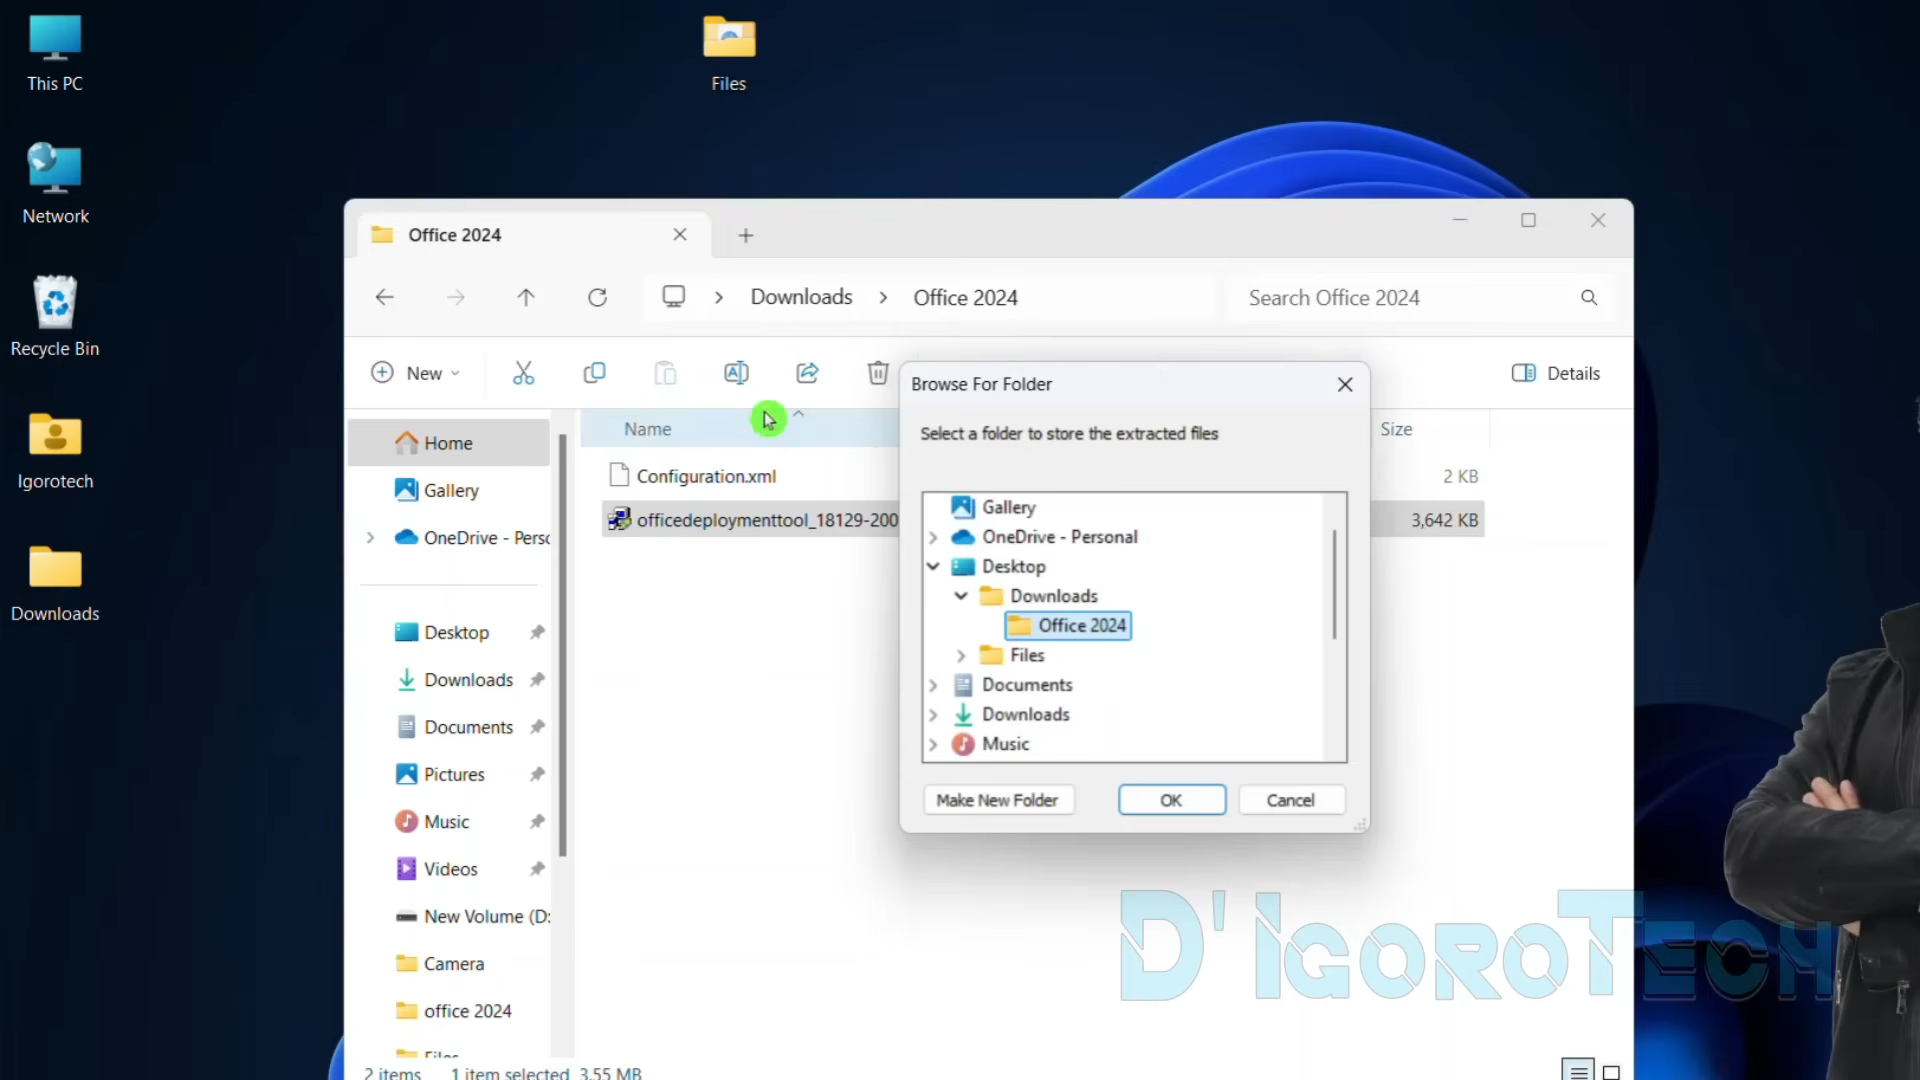 This PC
Files
Network
Recycle Bin
Igorotech
Downloads
Office 2024
Downloads
Office 2024
Search Office 2024
New
Details
Home
Gallery
OneDrive - Perso
Desktop
Downloads
Documents
Pictures
Music
Videos
New Volume (D:
Camera
office 2024
Files
Name
Size
Configuration.xml
2 KB
officedeploymenttool_18129-200
3,642 KB
Browse For Folder
Select a folder to store the extracted files
Gallery
OneDrive - Personal
Desktop
Downloads
Office 2024
Files
Documents
Downloads
Music
Make New Folder
OK
Cancel
D'IGOROTECH
2 items
1 item selected 3.55 MB